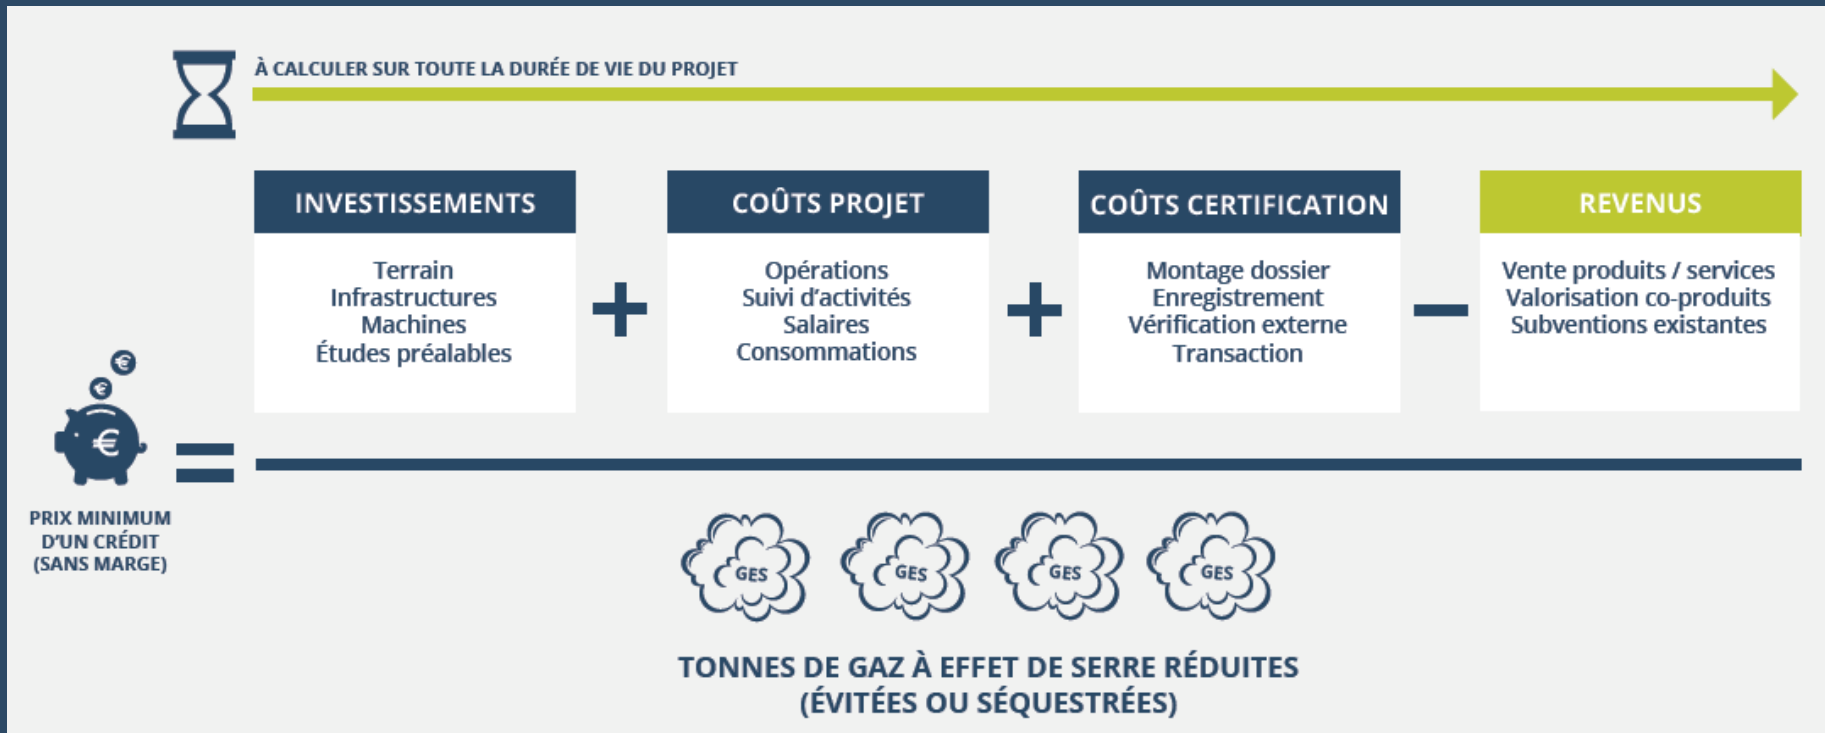 À CALCULER SUR TOUTE LA DURÉE DE VIE DU PROJET
INVESTISSEMENTS
Terrain
Infrastructures
Machines
Études préalables
+
COÛTS PROJET
Opérations
Suivi d'activités
Salaires
Consommations
+
COÛTS CERTIFICATION
Montage dossier
Enregistrement
Vérification externe
Transaction
−
REVENUS
Vente produits / services
Valorisation co-produits
Subventions existantes
€
€
€
=
PRIX MINIMUM
D'UN CRÉDIT
(SANS MARGE)
GES
GES
GES
GES
TONNES DE GAZ À EFFET DE SERRE RÉDUITES
(ÉVITÉES OU SÉQUESTRÉES)